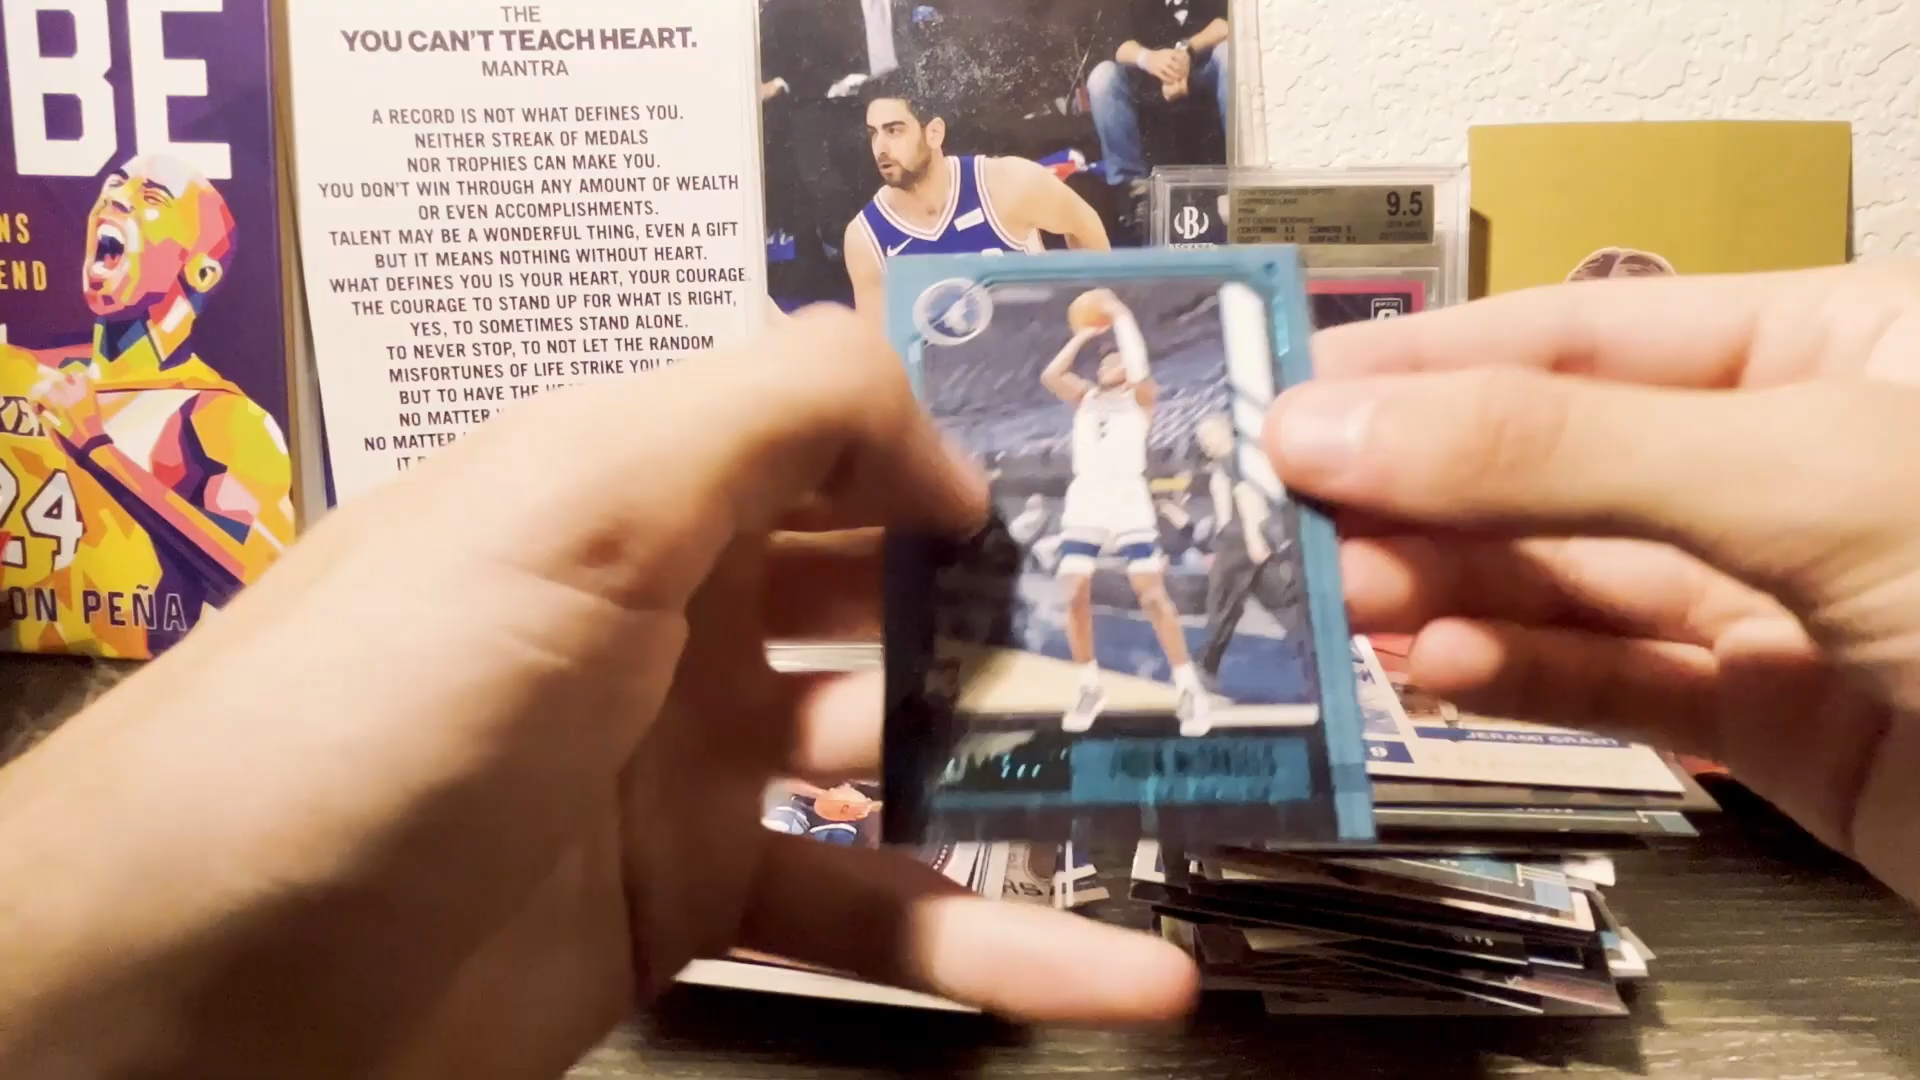 BE
NS
END
24
ON PEÑA
THE
YOU CAN'T TEACH HEART.
MANTRA
A RECORD IS NOT WHAT DEFINES YOU.
NEITHER STREAK OF MEDALS
NOR TROPHIES CAN MAKE YOU.
YOU DON'T WIN THROUGH ANY AMOUNT OF WEALTH
OR EVEN ACCOMPLISHMENTS.
TALENT MAY BE A WONDERFUL THING, EVEN A GIFT
BUT IT MEANS NOTHING WITHOUT HEART.
WHAT DEFINES YOU IS YOUR HEART, YOUR COURAGE.
THE COURAGE TO STAND UP FOR WHAT IS RIGHT,
YES, TO SOMETIMES STAND ALONE.
TO NEVER STOP, TO NOT LET THE RANDOM
MISFORTUNES OF LIFE STRIKE YOU
BUT TO HAVE THE
NO MATTER
NO MATTER
IT
B
9.5
JERAMI GRANT
9